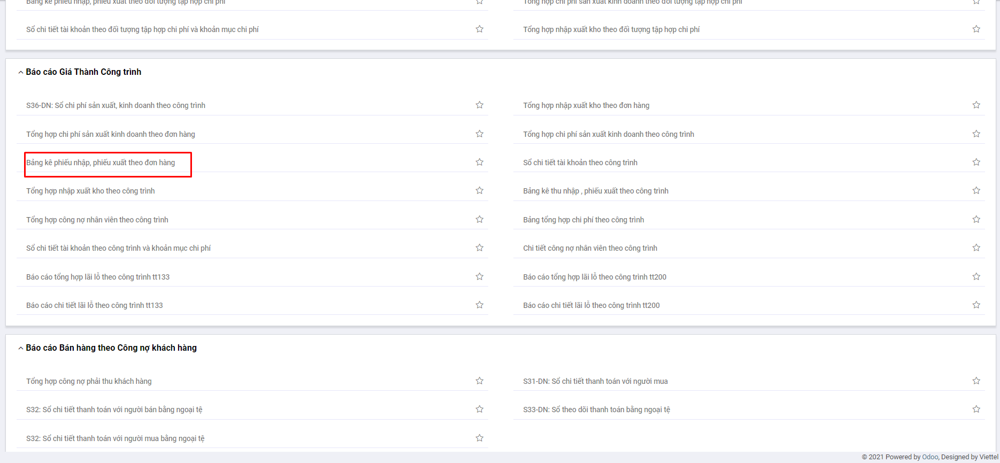 Bảng kê phiếu nhập, phiếu xuất theo đối tượng tập hợp chi phí
Tổng hợp chi phí sản xuất kinh doanh theo đối tượng tập hợp chi phí
Sổ chi tiết tài khoản theo đối tượng tập hợp chi phí và khoản mục chi phí
Tổng hợp nhập xuất kho theo đối tượng tập hợp chi phí
Báo cáo Giá Thành Công trình
S36-DN: Sổ chi phí sản xuất, kinh doanh theo công trình
Tổng hợp nhập xuất kho theo đơn hàng
Tổng hợp chi phí sản xuất kinh doanh theo đơn hàng
Tổng hợp chi phí sản xuất kinh doanh theo công trình
Bảng kê phiếu nhập, phiếu xuất theo đơn hàng
Sổ chi tiết tài khoản theo công trình
Tổng hợp nhập xuất kho theo công trình
Bảng kê thu nhập , phiếu xuất theo công trình
Tổng hợp công nợ nhân viên theo công trình
Bảng tổng hợp chi phí theo công trình
Sổ chi tiết tài khoản theo công trình và khoản mục chi phí
Chi tiết công nợ nhân viên theo công trình
Báo cáo tổng hợp lãi lỗ theo công trình tt133
Báo cáo tổng hợp lãi lỗ theo công trình tt200
Báo cáo chi tiết lãi lỗ theo công trình tt133
Báo cáo chi tiết lãi lỗ theo công trình tt200
Báo cáo Bán hàng theo Công nợ khách hàng
Tổng hợp công nợ phải thu khách hàng
S31-DN: Sổ chi tiết thanh toán với người mua
S32: Sổ chi tiết thanh toán với người bán bằng ngoại tệ
S33-DN: Sổ theo dõi thanh toán bằng ngoại tệ
S32: Sổ chi tiết thanh toán với người mua bằng ngoại tệ
© 2021 Powered by Odoo, Designed by Viettel